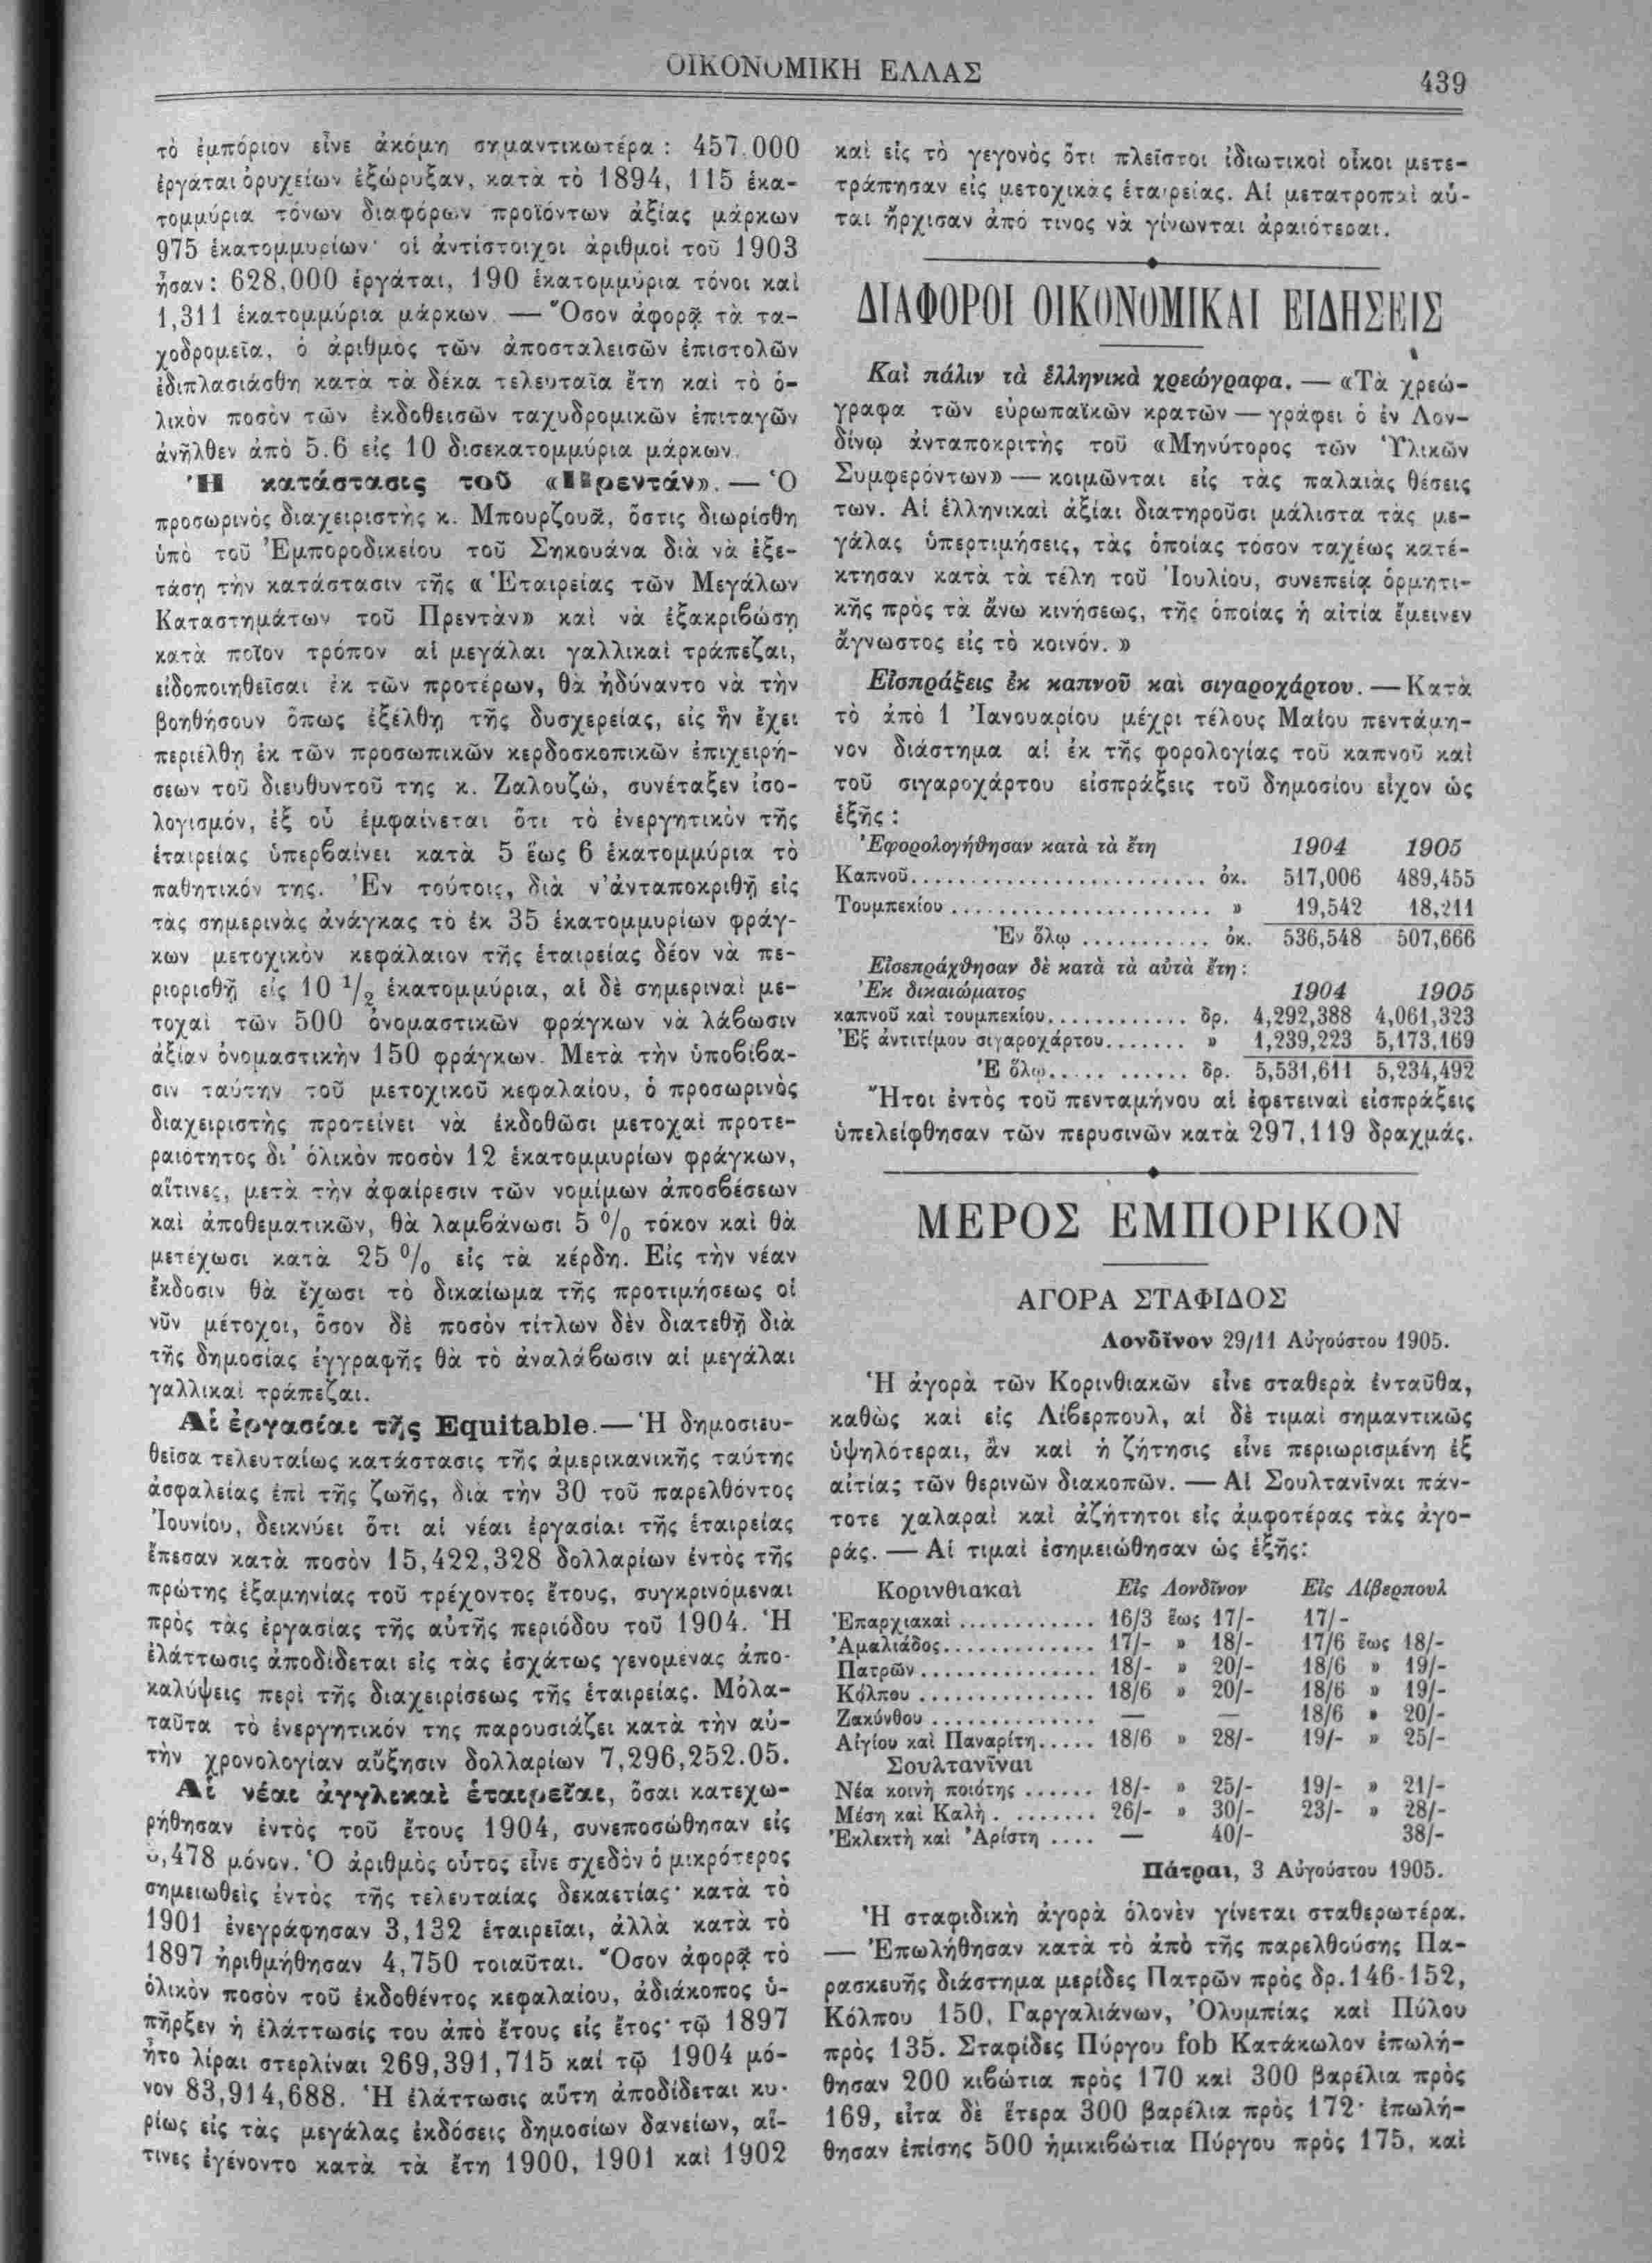 ΟΙΚΟΝΟΜΙΚΗ ΕΛΛΑΣ
439
τὸ ἐμπόριον εἶνε ἀκόμη σημαντικωτέρα : 457.000
ἐργάται ὀρυχείων ἐξώρυξαν, κατὰ τὸ 1894, 115 ἑκα-
τομμύρια τόνων διαφόρων προϊόντων ἀξίας μάρκων
975 ἑκατομμυρίων· οἱ ἀντίστοιχοι ἀριθμοὶ τοῦ 1903
ἦσαν : 628.000 ἐργάται, 190 ἑκατομμύρια τόνοι καὶ
1,311 ἑκατομμύρια μάρκων. — Ὅσον ἀφορᾷ τὰ τα-
χυδρομεῖα, ὁ ἀριθμὸς τῶν ἀποσταλεισῶν ἐπιστολῶν
ἐδιπλασιάσθη κατὰ τὰ δέκα τελευταῖα ἔτη καὶ τὸ ὁ-
λικὸν ποσὸν τῶν ἐκδοθεισῶν ταχυδρομικῶν ἐπιταγῶν
ἀνῆλθεν ἀπὸ 5.6 εἰς 10 δισεκατομμύρια μάρκων.
Ἡ κατάστασις τοῦ «Πρεντάν». — Ὁ
προσωρινὸς διαχειριστὴς κ. Μπουρζουᾶ, ὅστις διωρίσθη
ὑπὸ τοῦ Ἐμποροδικείου τοῦ Σηκουάνα διὰ νὰ ἐξε-
τάσῃ τὴν κατάστασιν τῆς « Ἑταιρείας τῶν Μεγάλων
Καταστημάτων τοῦ Πρεντὰν» καὶ νὰ ἐξακριβώσῃ
κατὰ ποῖον τρόπον αἱ μεγάλαι γαλλικαὶ τράπεζαι,
εἰδοποιηθεῖσαι ἐκ τῶν προτέρων, θὰ ἠδύναντο νὰ τὴν
βοηθήσουν ὅπως ἐξέλθῃ τῆς δυσχερείας, εἰς ἣν ἔχει
περιέλθῃ ἐκ τῶν προσωπικῶν κερδοσκοπικῶν ἐπιχειρή-
σεων τοῦ διευθυντοῦ της κ. Ζαλουζώ, συνέταξεν ἰσο-
λογισμόν, ἐξ οὗ ἐμφαίνεται ὅτι τὸ ἐνεργητικὸν τῆς
ἑταιρείας ὑπερβαίνει κατὰ 5 ἕως 6 ἑκατομμύρια τὸ
παθητικόν της. Ἐν τούτοις, διὰ ν' ἀνταποκριθῇ εἰς
τὰς σημερινὰς ἀνάγκας τὸ ἐκ 35 ἑκατομμυρίων φράγ-
κων μετοχικὸν κεφάλαιον τῆς ἑταιρείας δέον νὰ πε-
ριορισθῇ εἰς 10 1/2 ἑκατομμύρια, αἱ δὲ σημεριναὶ με-
τοχαὶ τῶν 500 ὀνομαστικῶν φράγκων νὰ λάβωσιν
ἀξίαν ὀνομαστικὴν 150 φράγκων. Μετὰ τὴν ὑποβίβα-
σιν ταύτην τοῦ μετοχικοῦ κεφαλαίου, ὁ προσωρινὸς
διαχειριστὴς προτείνει νὰ ἐκδοθῶσι μετοχαὶ προτε-
ραιότητος δι' ὁλικὸν ποσὸν 12 ἑκατομμυρίων φράγκων,
αἵτινες, μετὰ τὴν ἀφαίρεσιν τῶν νομίμων ἀποσβέσεων
καὶ ἀποθεματικῶν, θὰ λαμβάνωσι 5 % τόκον καὶ θὰ
μετέχωσι κατὰ 25 % εἰς τὰ κέρδη. Εἰς τὴν νέαν
ἔκδοσιν θὰ ἔχωσι τὸ δικαίωμα τῆς προτιμήσεως οἱ
νῦν μέτοχοι, ὅσον δὲ ποσὸν τίτλων δὲν διατεθῇ διὰ
τῆς δημοσίας ἐγγραφῆς θὰ τὸ ἀναλάβωσιν αἱ μεγάλαι
γαλλικαὶ τράπεζαι.
Αἱ ἐργασίαι τῆς Equitable.— Ἡ δημοσιευ-
θεῖσα τελευταίως κατάστασις τῆς ἀμερικανικῆς ταύτης
ἀσφαλείας ἐπὶ τῆς ζωῆς, διὰ τὴν 30 τοῦ παρελθόντος
Ἰουνίου, δεικνύει ὅτι αἱ νέαι ἐργασίαι τῆς ἑταιρείας
ἔπεσαν κατὰ ποσὸν 15,422,328 δολλαρίων ἐντὸς τῆς
πρώτης ἑξαμηνίας τοῦ τρέχοντος ἔτους, συγκρινόμεναι
πρὸς τὰς ἐργασίας τῆς αὐτῆς περιόδου τοῦ 1904. Ἡ
ἐλάττωσις ἀποδίδεται εἰς τὰς ἐσχάτως γενομένας ἀπο-
καλύψεις περὶ τῆς διαχειρίσεως τῆς ἑταιρείας. Μόλα-
ταῦτα τὸ ἐνεργητικόν της παρουσιάζει κατὰ τὴν αὐ-
τὴν χρονολογίαν αὔξησιν δολλαρίων 7,296,252.05.
Αἱ νέαι ἀγγλικαὶ ἑταιρεῖαι, ὅσαι κατεχω-
ρήθησαν ἐντὸς τοῦ ἔτους 1904, συνεποσώθησαν εἰς
3,478 μόνον. Ὁ ἀριθμὸς οὗτος εἶνε σχεδὸν ὁ μικρότερος
σημειωθεὶς ἐντὸς τῆς τελευταίας δεκαετίας· κατὰ τὸ
1901 ἐνεγράφησαν 3,132 ἑταιρεῖαι, ἀλλὰ κατὰ τὸ
1897 ἠριθμήθησαν 4,750 τοιαῦται. Ὅσον ἀφορᾷ τὸ
ὁλικὸν ποσὸν τοῦ ἐκδοθέντος κεφαλαίου, ἀδιάκοπος ὑ-
πῆρξεν ἡ ἐλάττωσίς του ἀπὸ ἔτους εἰς ἔτος· τῷ 1897
ἦτο λίραι στερλίναι 269,391,715 καί τῷ 1904 μό-
νον 83,914,688. Ἡ ἐλάττωσις αὕτη ἀποδίδεται κυ-
ρίως εἰς τὰς μεγάλας ἐκδόσεις δημοσίων δανείων, αἵ-
τινες ἐγένοντο κατὰ τὰ ἔτη 1900, 1901 καὶ 1902
καὶ εἰς τὸ γεγονὸς ὅτι πλεῖστοι ἰδιωτικοὶ οἶκοι μετε-
τράπησαν εἰς μετοχικὰς ἑταιρείας. Αἱ μετατροπαὶ αὗ-
ται ἤρχισαν ἀπό τινος νὰ γίνωνται ἀραιότεραι.
ΔΙΑΦΟΡΟΙ ΟΙΚΟΝΟΜΙΚΑΙ ΕΙΔΗΣΕΙΣ
Καὶ πάλιν τὰ ἑλληνικὰ χρεώγραφα. — «Τὰ χρεώ-
γραφα τῶν εὐρωπαϊκῶν κρατῶν — γράφει ὁ ἐν Λον-
δίνῳ ἀνταποκριτὴς τοῦ «Μηνύτορος τῶν Ὑλικῶν
Συμφερόντων» — κοιμῶνται εἰς τὰς παλαιὰς θέσεις
των. Αἱ ἑλληνικαὶ ἀξίαι διατηροῦσι μάλιστα τὰς με-
γάλας ὑπερτιμήσεις, τὰς ὁποίας τόσον ταχέως κατέ-
κτησαν κατὰ τὰ τέλη τοῦ Ἰουλίου, συνεπείᾳ ὁρμητι-
κῆς πρὸς τὰ ἄνω κινήσεως, τῆς ὁποίας ἡ αἰτία ἔμεινεν
ἄγνωστος εἰς τὸ κοινόν. »
Εἰσπράξεις ἐκ καπνοῦ καὶ σιγαροχάρτου. — Κατὰ
τὸ ἀπὸ 1 Ἰανουαρίου μέχρι τέλους Μαΐου πεντάμη-
νον διάστημα αἱ ἐκ τῆς φορολογίας τοῦ καπνοῦ καὶ
τοῦ σιγαροχάρτου εἰσπράξεις τοῦ δημοσίου εἶχον ὡς
ἑξῆς :
Ἐφορολογήθησαν κατὰ τὰ ἔτη 1904 1905
Καπνοῦ........................... ὀκ. 517,006 489,455
Τουμπεκίου ........................ » 19,542 18,211
Ἐν ὅλῳ ............ ὀκ. 536,548 507,666
Εἰσεπράχθησαν δὲ κατὰ τὰ αὐτὰ ἔτη :
Ἐκ δικαιώματος 1904 1905
καπνοῦ καὶ τουμπεκίου............. δρ. 4,292,388 4,061,323
Ἐξ ἀντιτίμου σιγαροχάρτου....... » 1,239,223 5,173,169
Ἐ ὅλῳ........... δρ. 5,531,611 5,234,492
Ἤτοι ἐντὸς τοῦ πενταμήνου αἱ ἐφετειναὶ εἰσπράξεις
ὑπελείφθησαν τῶν περυσινῶν κατὰ 297,119 δραχμάς.
ΜΕΡΟΣ ΕΜΠΟΡΙΚΟΝ
ΑΓΟΡΑ ΣΤΑΦΙΔΟΣ
Λονδῖνον 29/11 Αὐγούστου 1905.
Ἡ ἀγορὰ τῶν Κορινθιακῶν εἶνε σταθερὰ ἐνταῦθα,
καθὼς καὶ εἰς Λίβερπουλ, αἱ δὲ τιμαὶ σημαντικῶς
ὑψηλότεραι, ἂν καὶ ἡ ζήτησις εἶνε περιωρισμένη ἐξ
αἰτίας τῶν θερινῶν διακοπῶν. — Αἱ Σουλτανῖναι πάν-
τοτε χαλαραὶ καὶ ἀζήτητοι εἰς ἀμφοτέρας τὰς ἀγο-
ράς. — Αἱ τιμαὶ ἐσημειώθησαν ὡς ἑξῆς:
Κορινθιακαὶ Εἰς Λονδῖνον Εἰς Λίβερπουλ
Ἐπαρχιακαὶ ............ 16/3 ἕως 17/- 17/-
Ἀμαλιάδος.............. 17/- » 18/- 17/6 ἕως 18/-
Πατρῶν ................ 18/- » 20/- 18/6 » 19/-
Κόλπου ................ 18/6 » 20/- 18/6 » 19/-
Ζακύνθου ............... — — 18/6 » 20/-
Αἰγίου καὶ Παναρίτη..... 18/6 » 28/- 19/- » 25/-
Σουλτανῖναι
Νέα κοινὴ ποιότης ...... 18/- » 25/- 19/- » 21/-
Μέση καὶ Καλὴ ......... 26/- » 30/- 23/- » 28/-
Ἐκλεκτὴ καὶ Ἀρίστη .... — 40/- 38/-
Πάτραι, 3 Αὐγούστου 1905.
Ἡ σταφιδικὴ ἀγορὰ ὁλονὲν γίνεται σταθερωτέρα.
— Ἐπωλήθησαν κατὰ τὸ ἀπὸ τῆς παρελθούσης Πα-
ρασκευῆς διάστημα μερίδες Πατρῶν πρὸς δρ. 146-152,
Κόλπου 150, Γαργαλιάνων, Ὀλυμπίας καὶ Πύλου
πρὸς 135. Σταφίδες Πύργου fob Κατάκωλον ἐπωλή-
θησαν 200 κιβώτια πρὸς 170 καὶ 300 βαρέλια πρὸς
169, εἶτα δὲ ἕτερα 300 βαρέλια πρὸς 172· ἐπωλή-
θησαν ἐπίσης 500 ἡμικιβώτια Πύργου πρὸς 175, καὶ